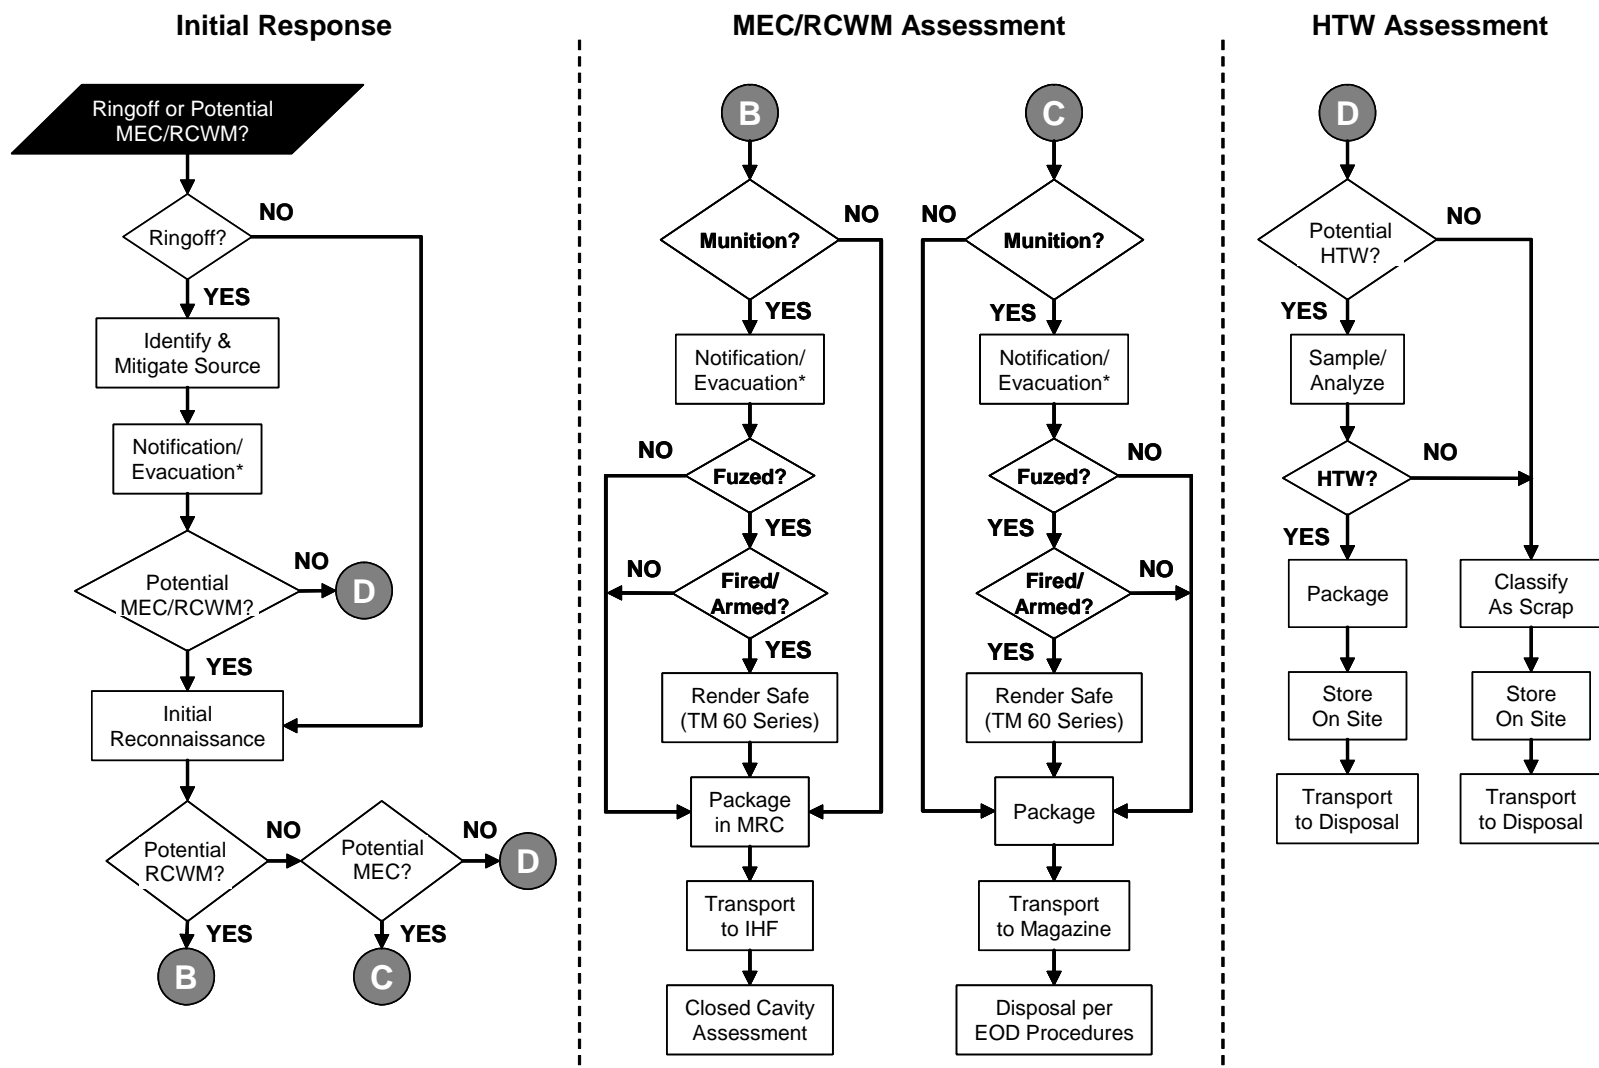 Initial Response
Ringoff or Potential
MEC/RCWM?
Ringoff?
NO
YES
Identify &
Mitigate Source
Notification/
Evacuation*
Potential
MEC/RCWM?
NO
D
YES
Initial
Reconnaissance
Potential
RCWM?
NO
Potential
MEC?
NO
D
YES
B
YES
C
MEC/RCWM Assessment
B
Munition?
NO
YES
Notification/
Evacuation*
NO
Fuzed?
YES
NO
Fired/
Armed?
YES
Render Safe
(TM 60 Series)
Package
in MRC
Transport
to IHF
Closed Cavity
Assessment
C
NO
Munition?
YES
Notification/
Evacuation*
Fuzed?
NO
YES
Fired/
Armed?
NO
YES
Render Safe
(TM 60 Series)
Package
Transport
to Magazine
Disposal per
EOD Procedures
HTW Assessment
D
Potential
HTW?
NO
YES
Sample/
Analyze
HTW?
NO
YES
Package
Store
On Site
Transport
to Disposal
Classify
As Scrap
Store
On Site
Transport
to Disposal